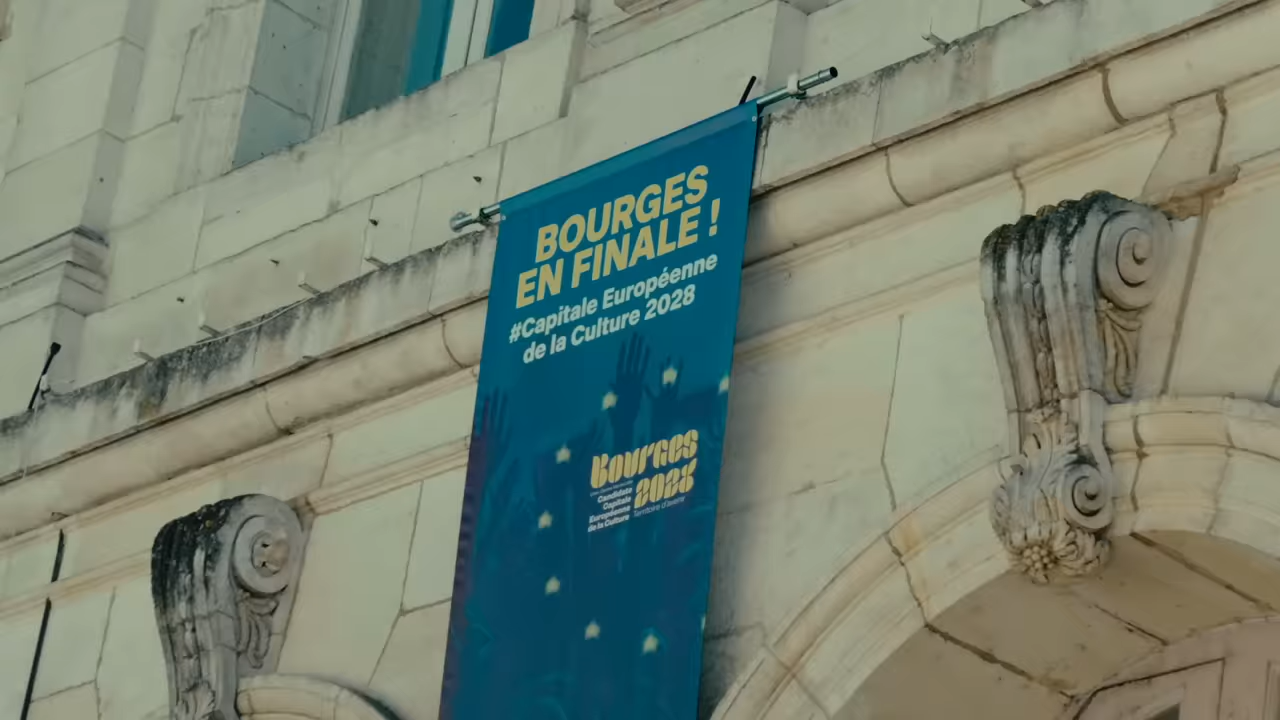 BOURGES
EN FINALE !
#Capitale Européenne
de la Culture 2028
Bourges
2028
Candidate
Capitale
Européenne
de la Culture
Territoire d'avenir